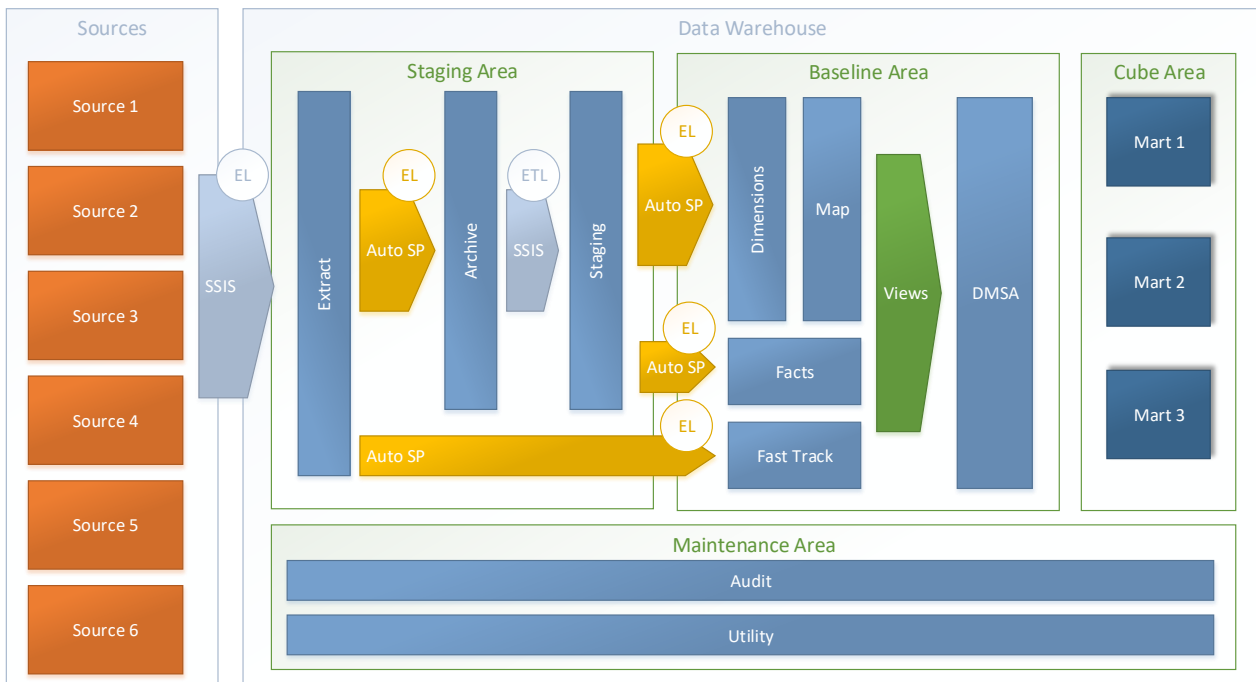 Sources
Source 1
Source 2
Source 3
Source 4
Source 5
Source 6
EL
SSIS
Data Warehouse
Staging Area
Extract
EL
Auto SP
Archive
ETL
SSIS
Staging
EL
Auto SP
EL
Auto SP
EL
Auto SP
Baseline Area
Dimensions
Map
Facts
Fast Track
Views
DMSA
Cube Area
Mart 1
Mart 2
Mart 3
Maintenance Area
Audit
Utility